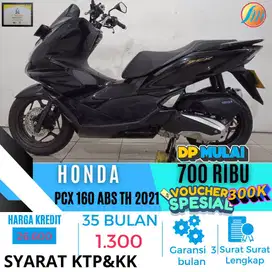 HONDA
PCX 160 ABS TH 2021
DP MULAI
700 RIBU
VOUCHER 300K
SPESIAL
HARGA KREDIT
35 BULAN
1.300
Garansi
3
bulan
Surat Surat
Lengkap
SYARAT KTP&KK